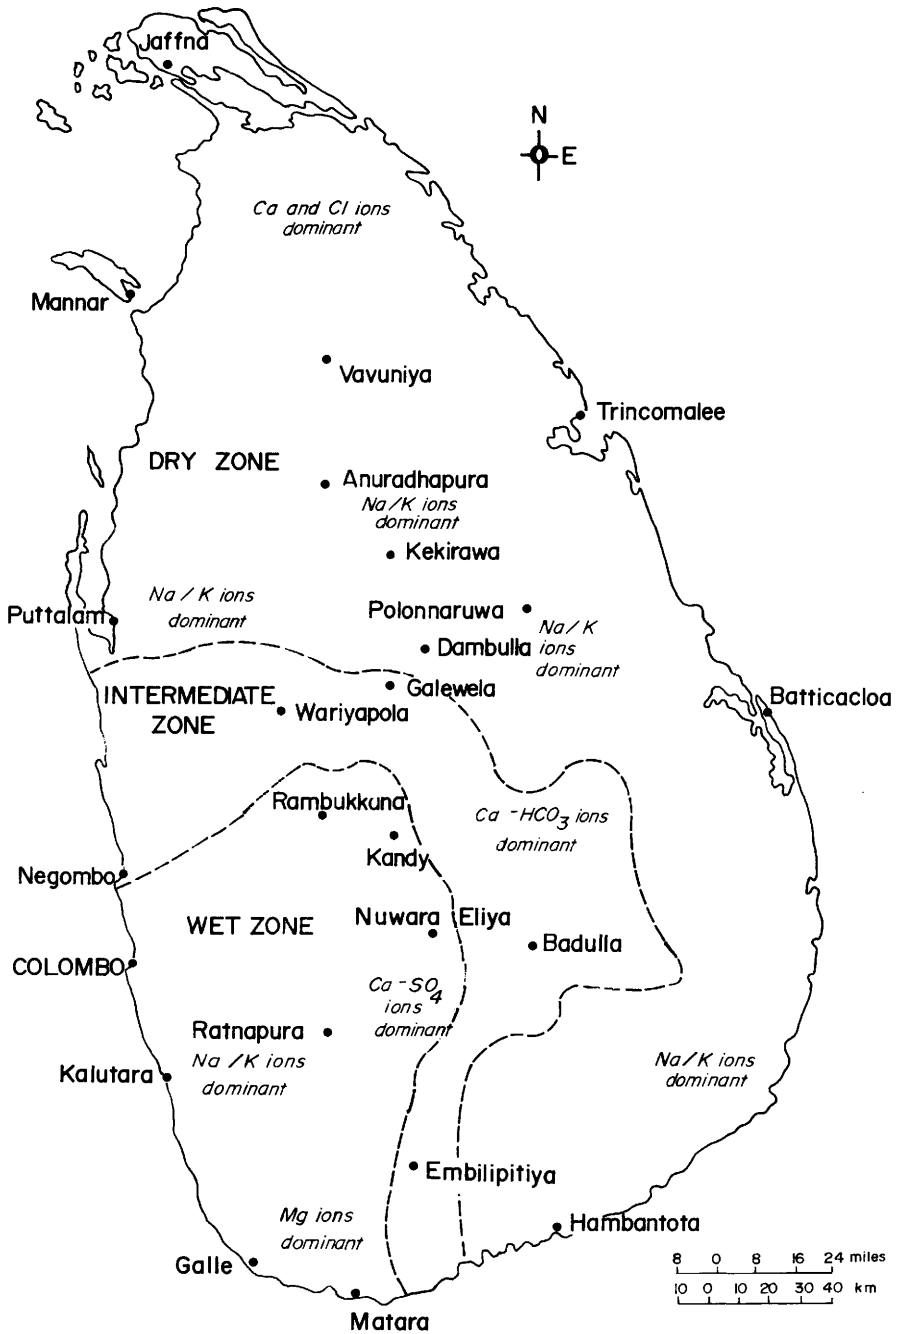 Jaffna
N
E
Ca and Cl ions
dominant
Mannar
Vavuniya
Trincomalee
DRY ZONE
Anuradhapura
Na/K ions
dominant
Kekirawa
Na / K ions
dominant
Puttalam
Polonnaruwa
Na/K
ions
dominant
Dambulla
Galewela
INTERMEDIATE
ZONE
Wariyapola
Batticacloa
Rambukkuna
Ca -HCO3 ions
dominant
Kandy
Negombo
WET ZONE
Nuwara Eliya
Badulla
COLOMBO
Ca -SO4
ions
dominant
Ratnapura
Na /K ions
dominant
Kalutara
Na/K ions
dominant
Embilipitiya
Mg ions
dominant
Hambantota
Galle
Matara
8 0 8 16 24 miles
10 0 10 20 30 40 km